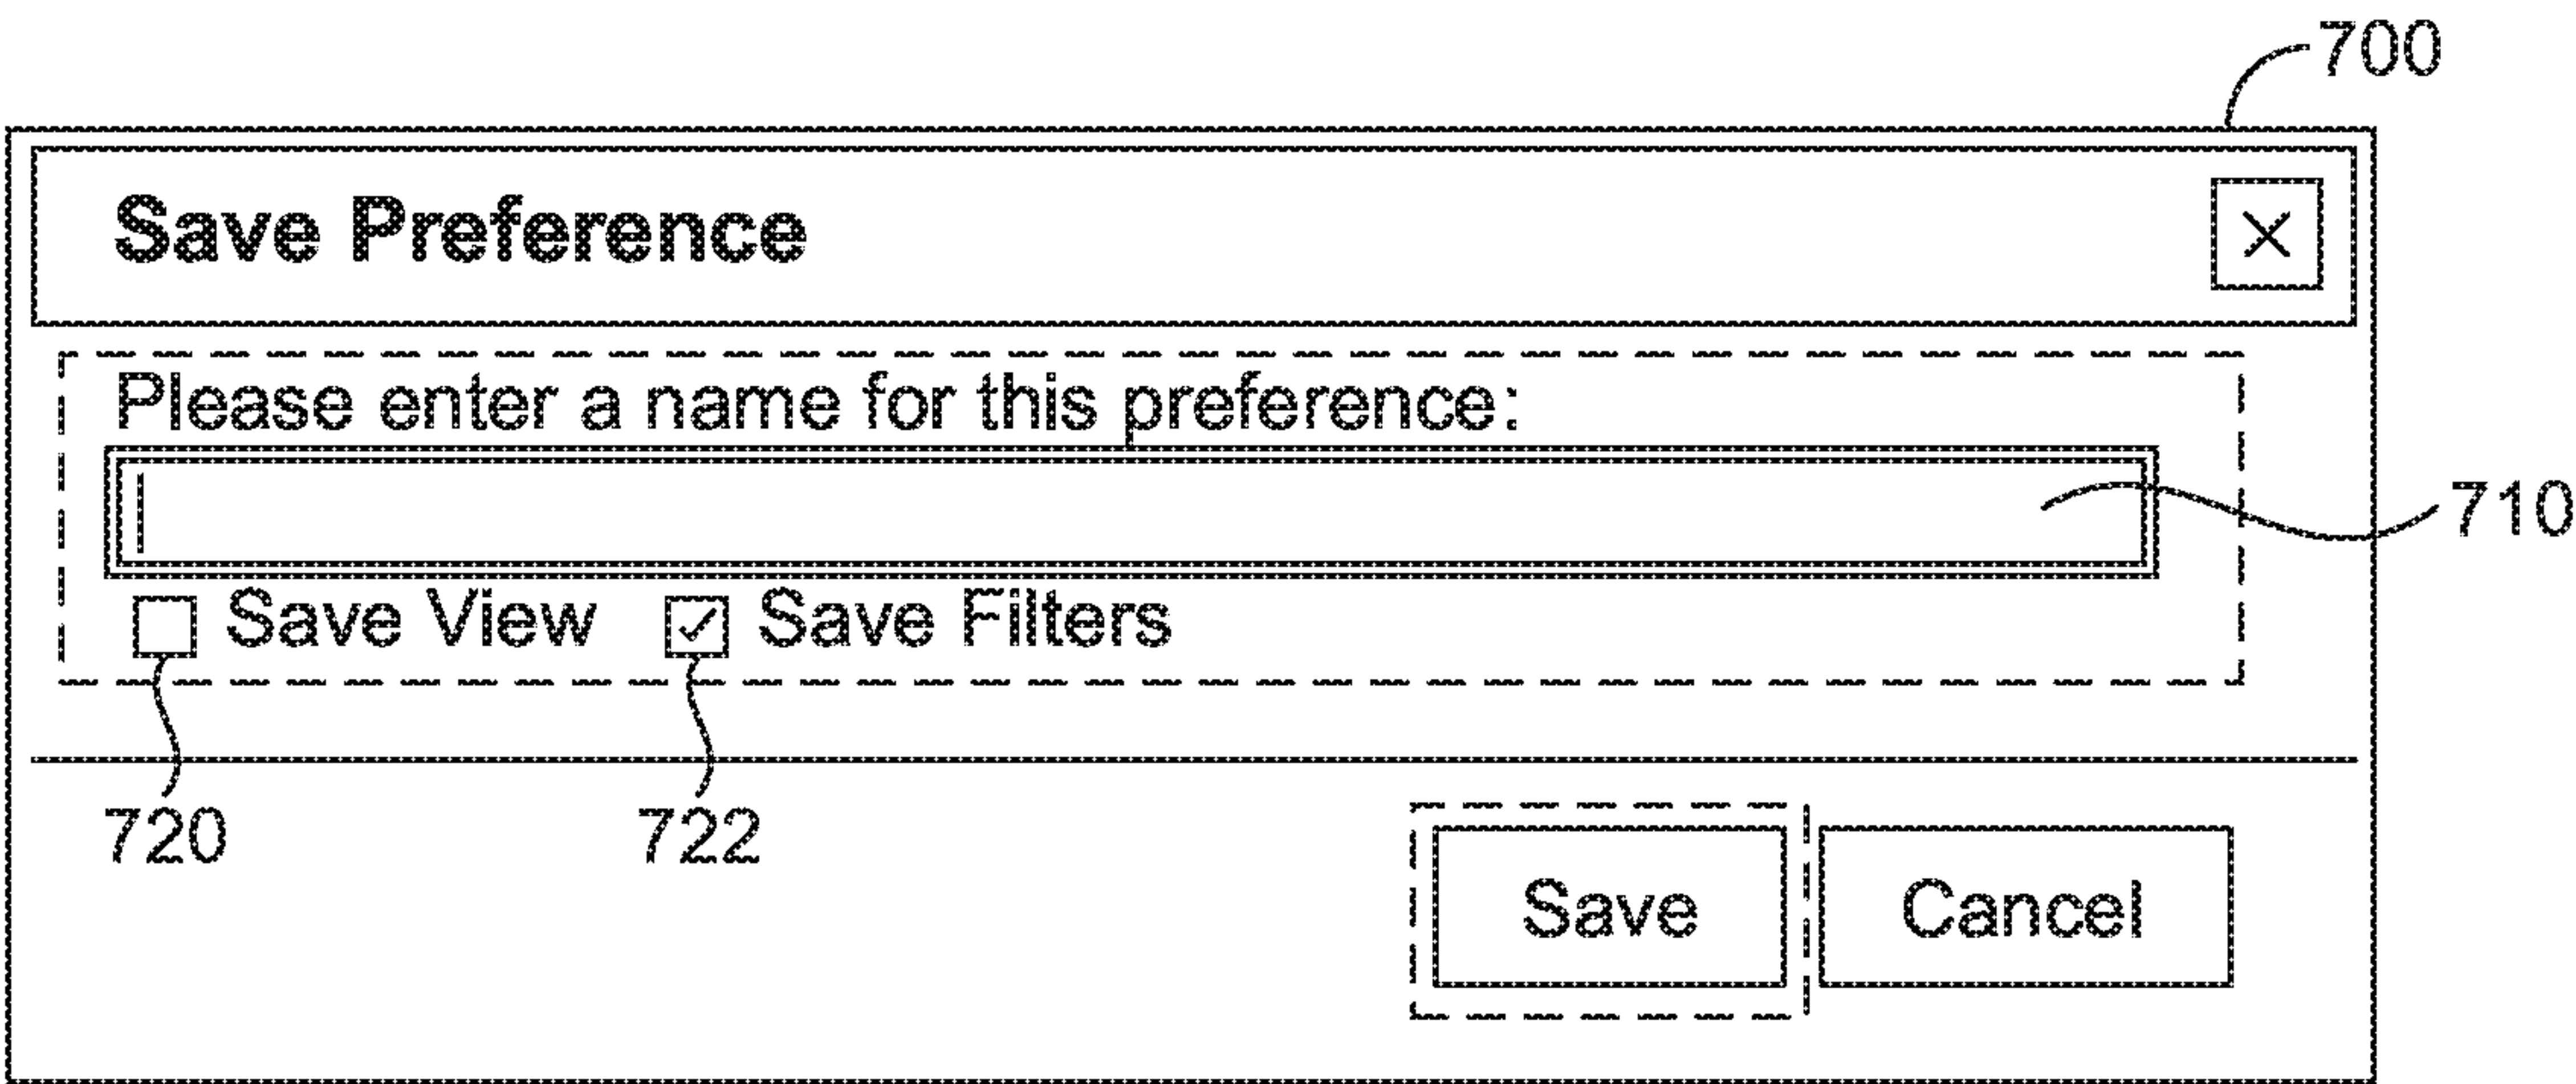 700
Save Preference
Please enter a name for this preference:
710
Save View Save Filters
720 722
Save Cancel